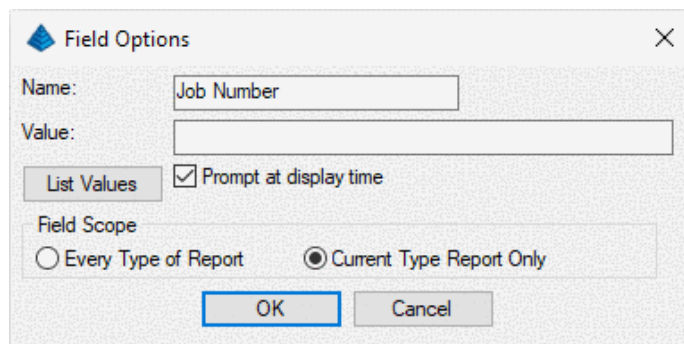 Field Options
Name: Job Number
Value:
List Values Prompt at display time
Field Scope
Every Type of Report Current Type Report Only
OK Cancel